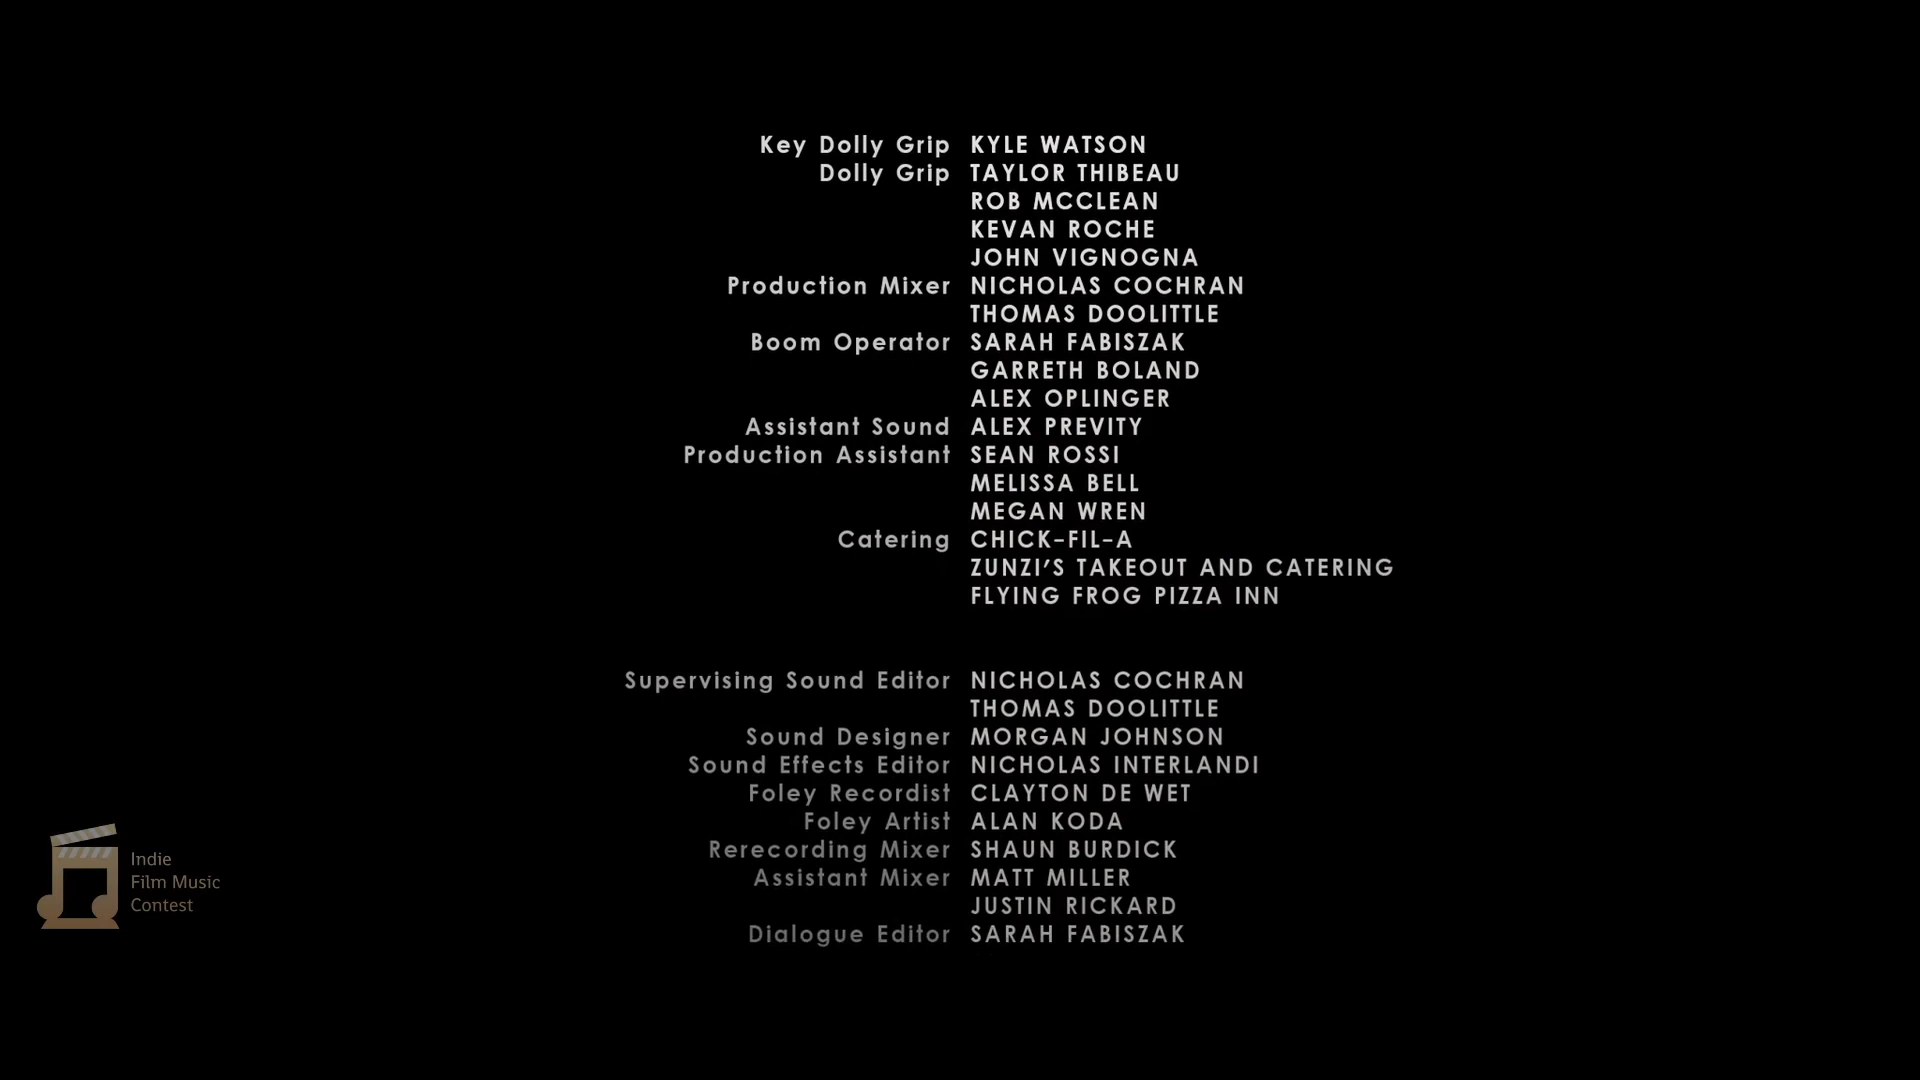 Key Dolly Grip KYLE WATSON
Dolly Grip TAYLOR THIBEAU
ROB MCCLEAN
KEVAN ROCHE
JOHN VIGNOGNA
Production Mixer NICHOLAS COCHRAN
THOMAS DOOLITTLE
Boom Operator SARAH FABISZAK
GARRETH BOLAND
ALEX OPLINGER
Assistant Sound ALEX PREVITY
Production Assistant SEAN ROSSI
MELISSA BELL
MEGAN WREN
Catering CHICK-FIL-A
ZUNZI'S TAKEOUT AND CATERING
FLYING FROG PIZZA INN
Supervising Sound Editor NICHOLAS COCHRAN
THOMAS DOOLITTLE
Sound Designer MORGAN JOHNSON
Sound Effects Editor NICHOLAS INTERLANDI
Foley Recordist CLAYTON DE WET
Foley Artist ALAN KODA
Rerecording Mixer SHAUN BURDICK
Assistant Mixer MATT MILLER
JUSTIN RICKARD
Dialogue Editor SARAH FABISZAK
Indie
Film Music
Contest